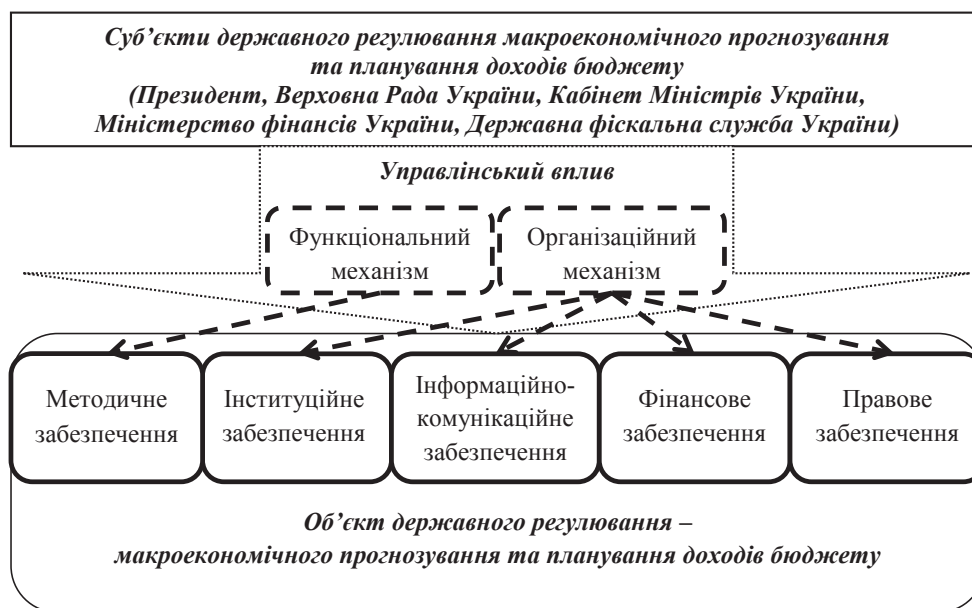 Суб’єкти державного регулювання макроекономічного прогнозування
та планування доходів бюджету
(Президент, Верховна Рада України, Кабінет Міністрів України,
Міністерство фінансів України, Державна фіскальна служба України)
Управлінський вплив
Функціональний
механізм
Організаційний
механізм
Методичне
забезпечення
Інституційне
забезпечення
Інформаційно-
комунікаційне
забезпечення
Фінансове
забезпечення
Правове
забезпечення
Об’єкт державного регулювання –
макроекономічного прогнозування та планування доходів бюджету